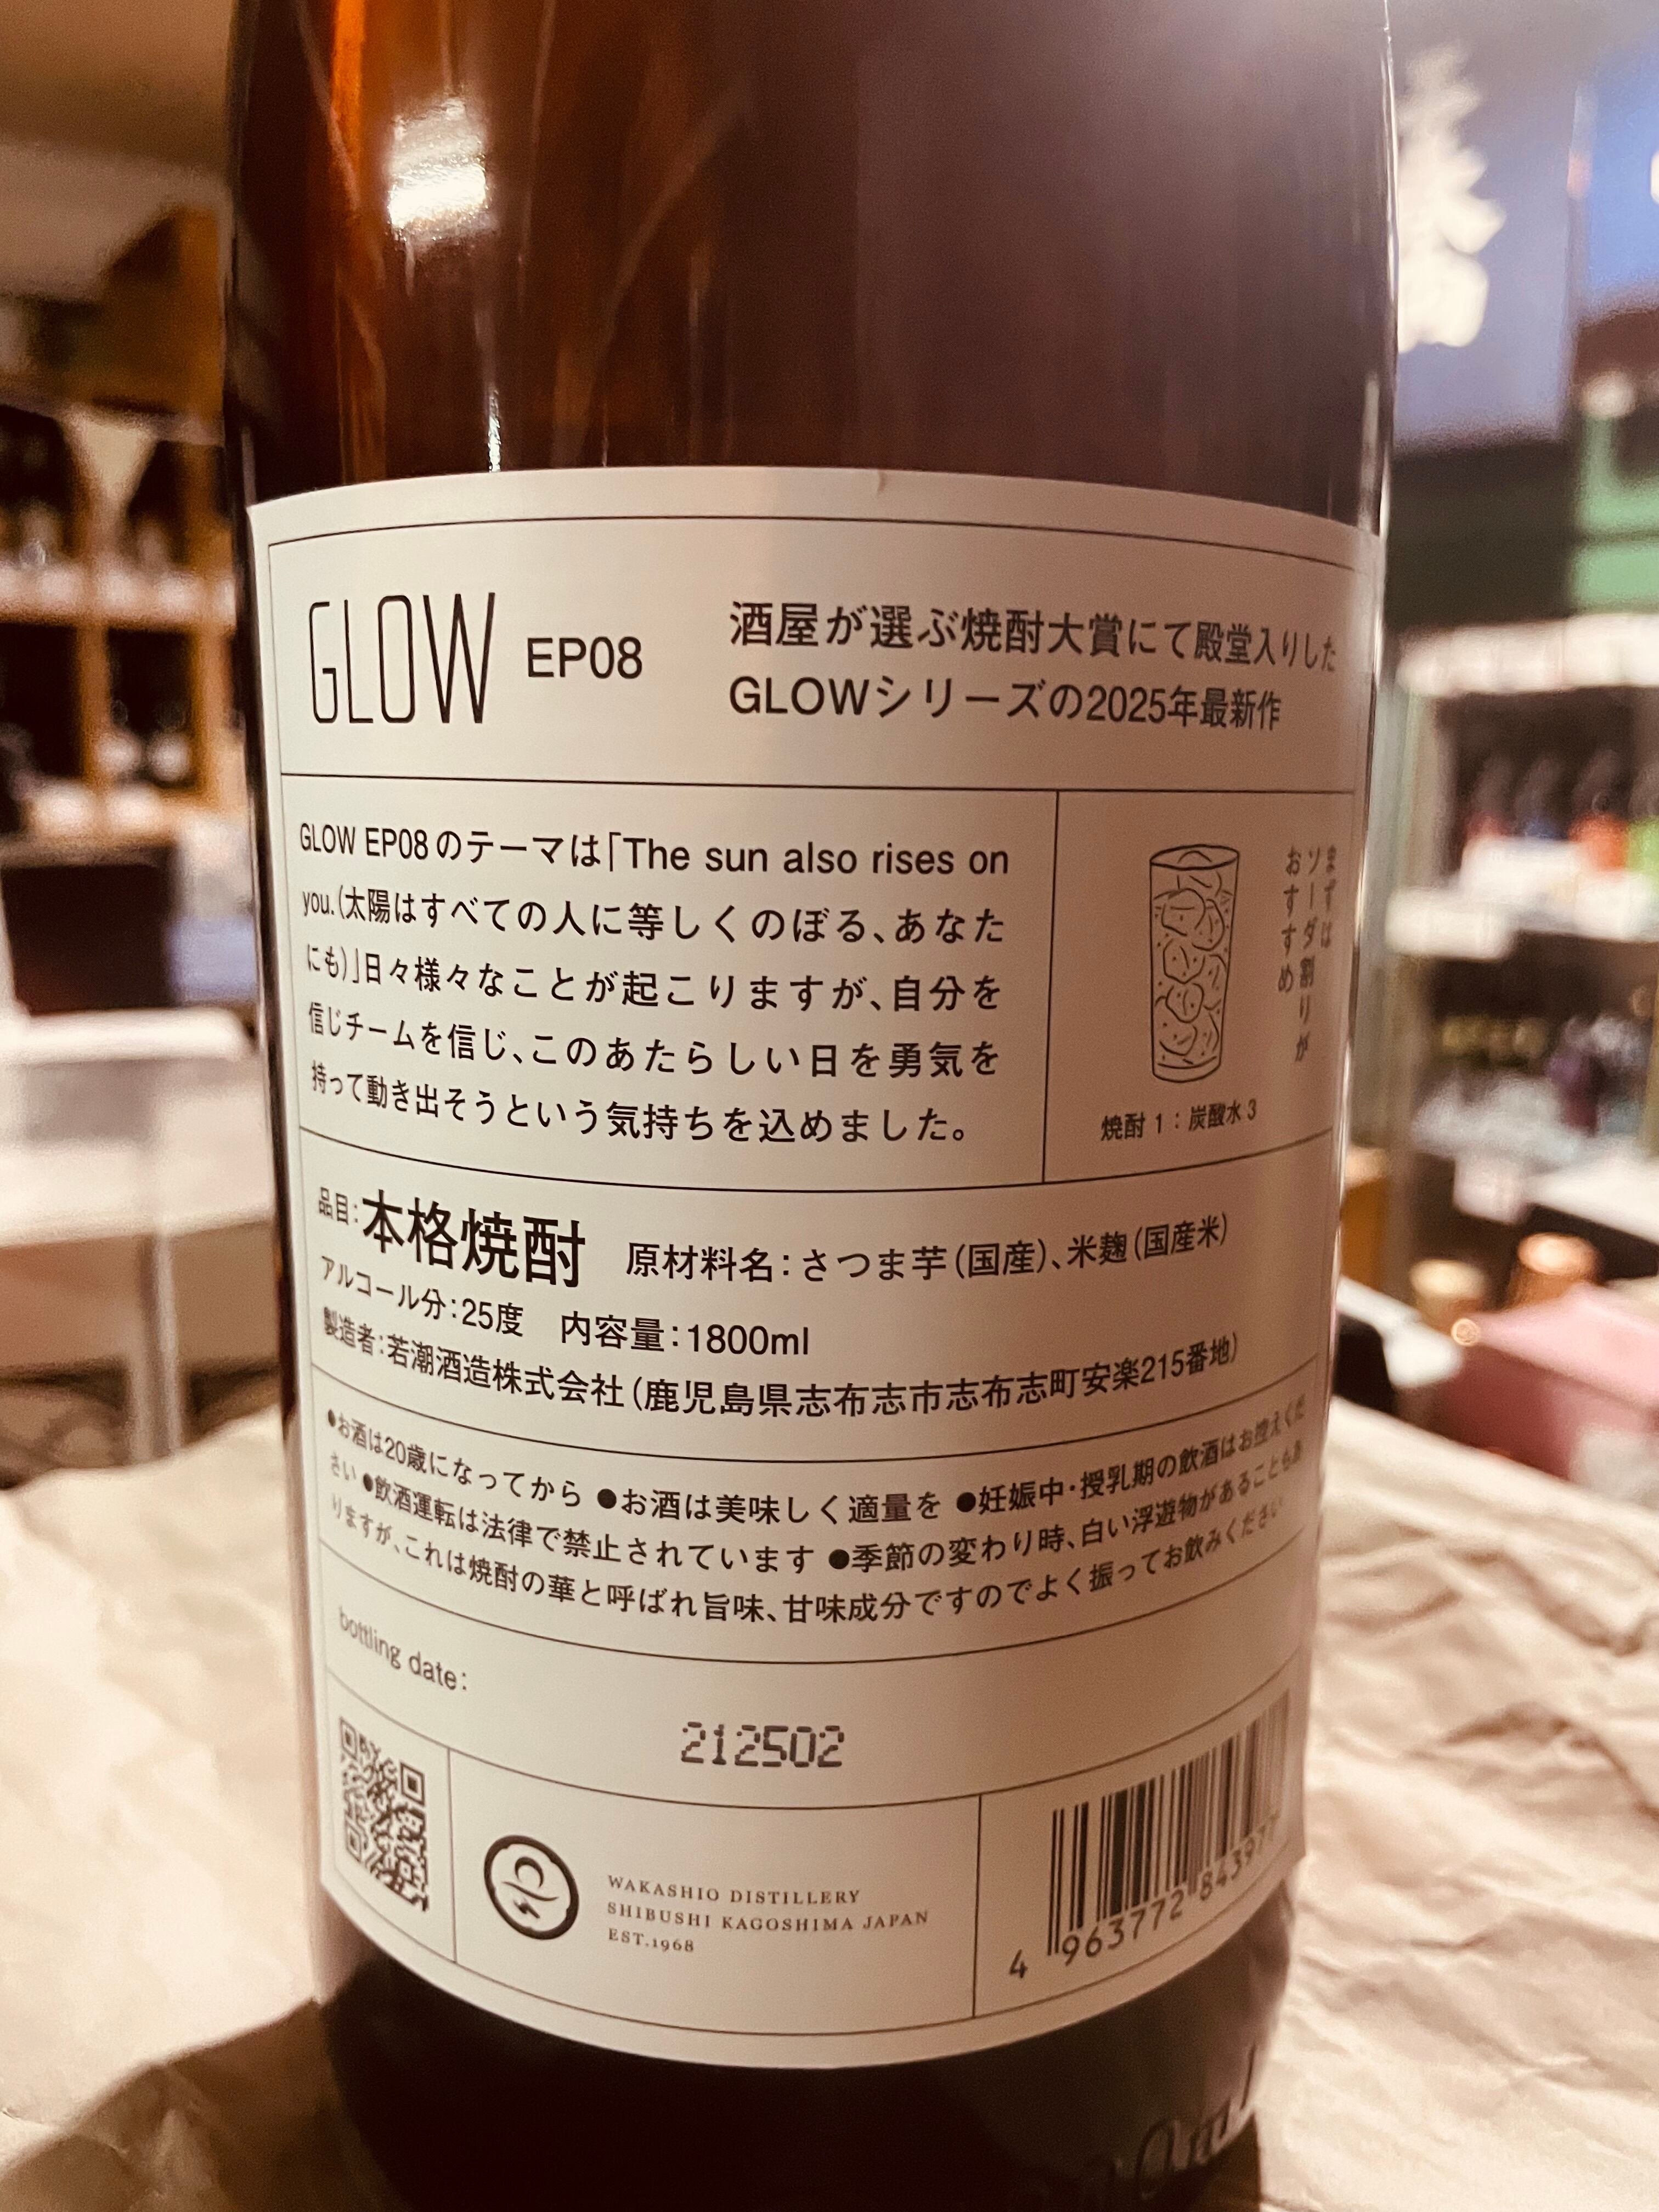 GLOW EP08
酒屋が選ぶ焼酎大賞にて殿堂入りした
GLOWシリーズの2025年最新作
GLOW EP08のテーマは「The sun also rises on
you.(太陽はすべての人に等しくのぼる、あなた
にも)」日々様々なことが起こりますが、自分を
信じチームを信じ、このあたらしい日を勇気を
持って動き出そうという気持ちを込めました。
まずは
ソーダ割りが
おすすめ
焼酎 1：炭酸水 3
品目：本格焼酎 原材料名：さつま芋(国産)、米麹(国産米)
アルコール分：25度 内容量：1800ml
製造者：若潮酒造株式会社(鹿児島県志布志市志布志町安楽215番地)
●お酒は20歳になってから ●お酒は美味しく適量を ●妊娠中・授乳期の飲酒はお控えくだ
さい ●飲酒運転は法律で禁止されています ●季節の変わり時、白い浮遊物があることもあ
りますが、これは焼酎の華と呼ばれ旨味、甘味成分ですのでよく振ってお飲みください
bottling date：
212502
WAKASHIO DISTILLERY
SHIBUSHI KAGOSHIMA JAPAN
EST.1968
4 963772 843977